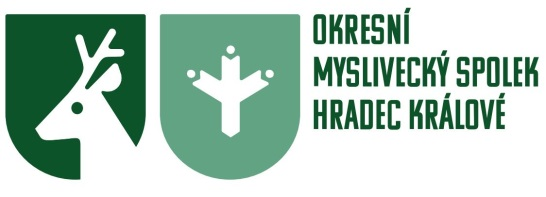 OKRESNÍ
MYSLIVECKÝ SPOLEK
HRADEC KRÁLOVÉ